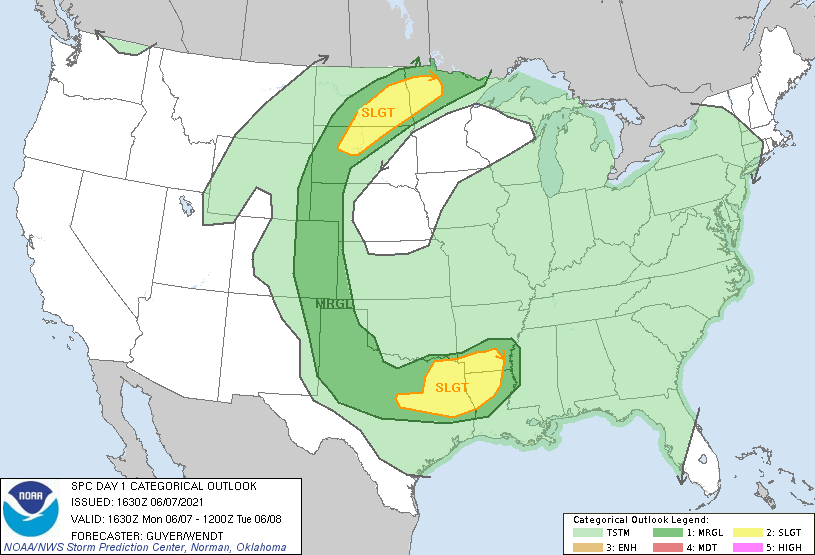 SLGT
MRGL
SLGT
NOAA
SPC DAY 1 CATEGORICAL OUTLOOK
ISSUED: 1630Z 06/07/2021
VALID: 1630Z Mon 06/07 - 1200Z Tue 06/08
FORECASTER: GUYER/WENDT
NOAA/NWS Storm Prediction Center, Norman, Oklahoma
Categorical Outlook Legend:
TSTM 1: MRGL 2: SLGT
3: ENH 4: MDT 5: HIGH